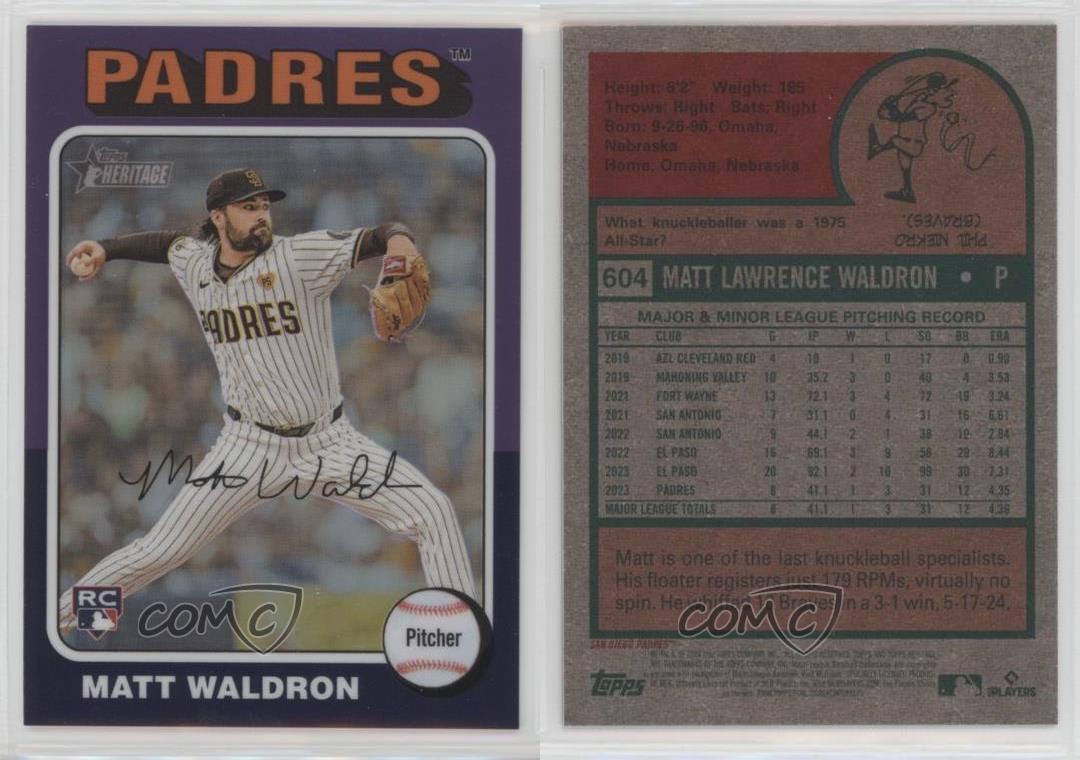 PADRES™
Topps
HERITAGE
PADRES
Matt Waldron
RC
COMC
Pitcher
MATT WALDRON
Height: 6'2" Weight: 185
Throws: Right Bats: Right
Born: 9-26-96, Omaha,
Nebraska
Home: Omaha, Nebraska
What knuckleballer was a 1975
All-Star?
PHIL NIEKRO
(BRAVES).
604 MATT LAWRENCE WALDRON • P
MAJOR & MINOR LEAGUE PITCHING RECORD
YEAR CLUB G IP W L SO BB ERA
2019 AZL CLEVELAND RED 4 10 1 0 17 0 0.90
2019 MAHONING VALLEY 10 35.2 3 0 40 4 3.53
2021 FORT WAYNE 13 72.1 3 4 72 19 3.24
2021 SAN ANTONIO 7 31.1 0 4 31 16 6.61
2022 SAN ANTONIO 9 44.1 2 1 38 2.84
2022 EL PASO 16 69.1 3 9 56 29 8.44
2023 EL PASO 20 92.1 2 10 99 30 7.31
2023 PADRES 8 41.1 1 3 31 12 4.35
MAJOR LEAGUE TOTALS 8 41.1 1 3 31 12
Matt is one of the last knuckleball specialists.
His floater registers just 179 RPMs, virtually no
spin. He whiffed Braves in a 3-1 win, 5-17-24.
COMC
SAN DIEGO PADRES™
topps
PLAYERS